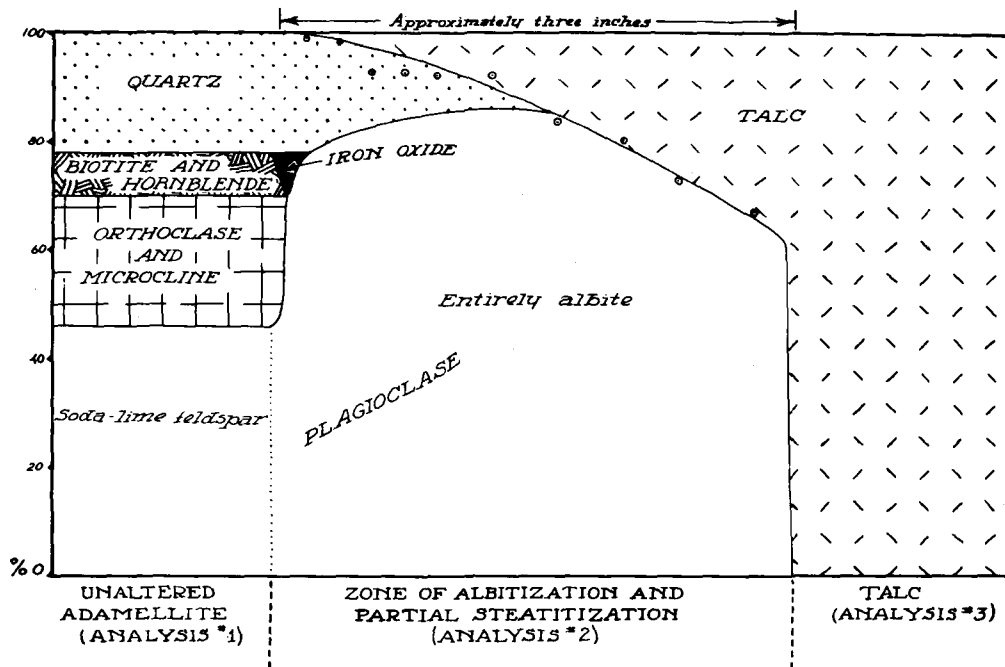 Approximately three inches
100
QUARTZ
TALC
80
IRON OXIDE
BIOTITE AND
HORNBLENDE
ORTHOCLASE
AND
MICROCLINE
60
Entirely albite
40
PLAGIOCLASE
Soda-lime feldspar
20
% 0
UNALTERED
ADAMELLITE
(ANALYSIS #1)
ZONE OF ALBITIZATION AND
PARTIAL STEATITIZATION
(ANALYSIS #2)
TALC
(ANALYSIS #3)